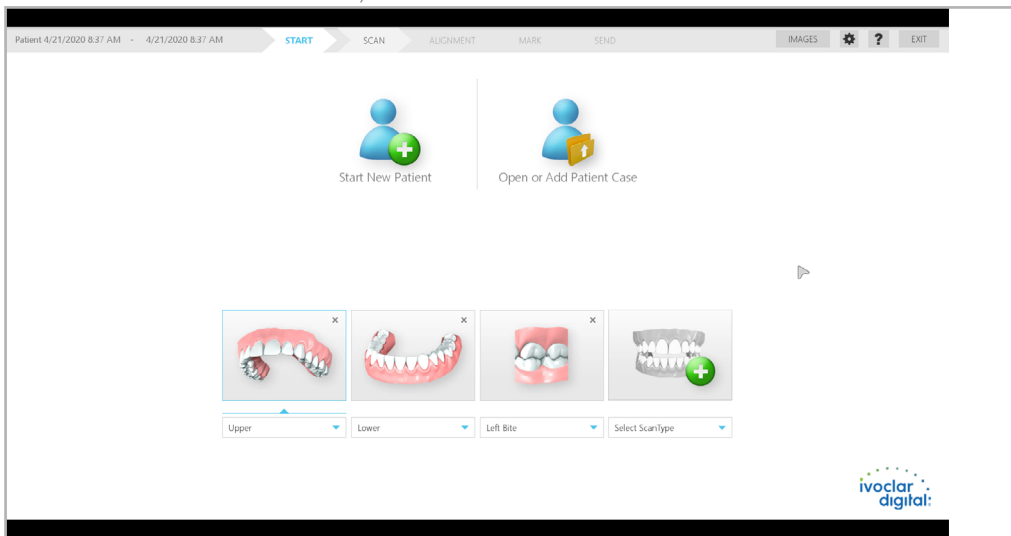 Patient 4/21/2020 8:37 AM - 4/21/2020 8:37 AM START SCAN ALIGNMENT MARK SEND IMAGES ? EXIT
Start New Patient Open or Add Patient Case
Upper Lower Left Bite Select ScanType
ivoclar
digital: